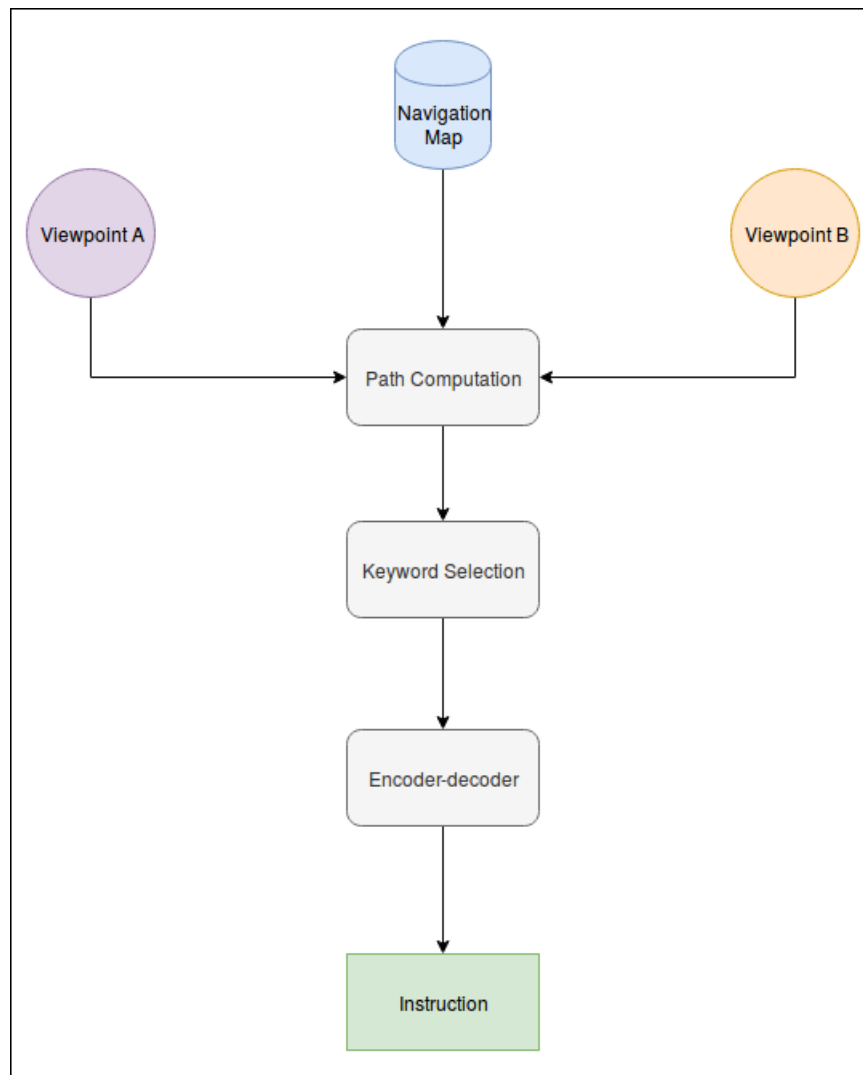 Navigation
Map
Viewpoint A
Viewpoint B
Path Computation
Keyword Selection
Encoder-decoder
Instruction